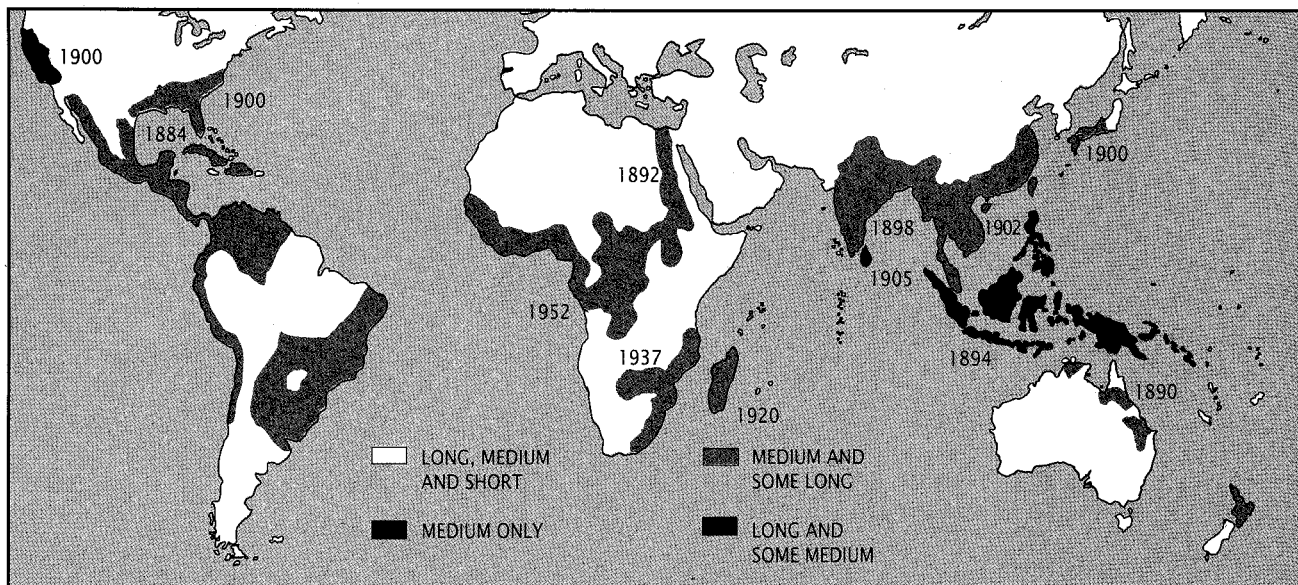 1900
1900
1884
1892
1900
1898
1902
1905
1952
1894
1937
1890
1920
LONG, MEDIUM
AND SHORT
MEDIUM AND
SOME LONG
MEDIUM ONLY
LONG AND
SOME MEDIUM